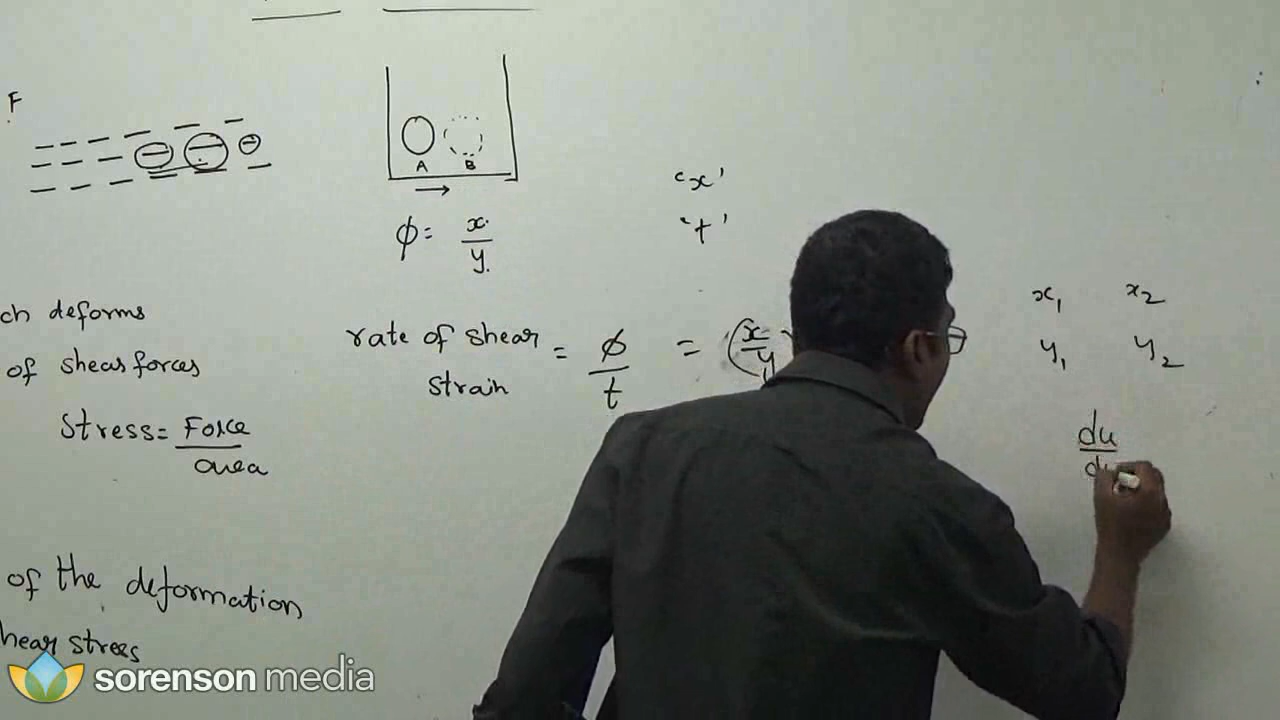 F
A B
ϕ = x/y
'x'
't'
ch deforms
of shear forces
Stress = Force/area
rate of shear strain = ϕ/t = (x/y
x₁ x₂
y₁ y₂
du
d
of the deformation
hear stress
sorenson media